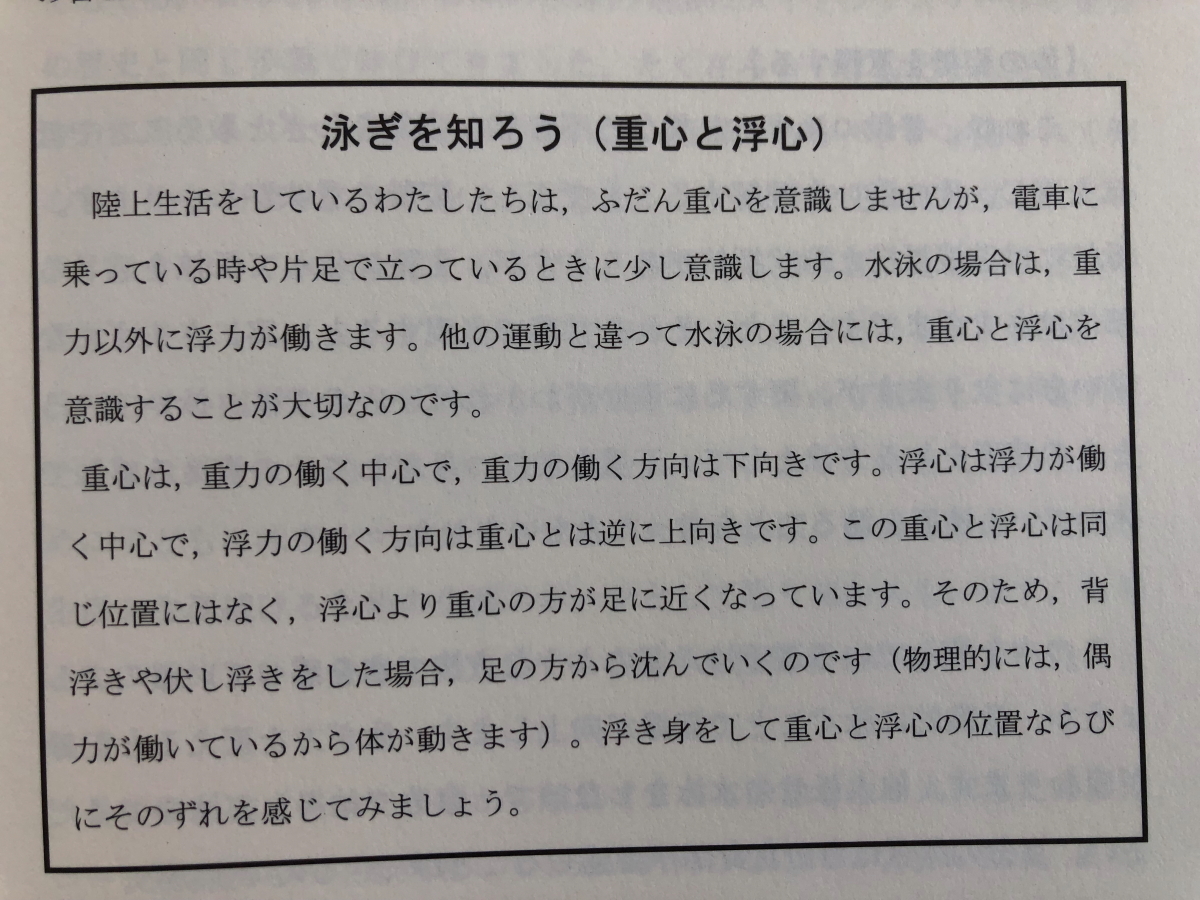 泳ぎを知ろう（重心と浮心）
陸上生活をしているわたしたちは，ふだん重心を意識しませんが，電車に
乗っている時や片足で立っているときに少し意識します。水泳の場合は，重
力以外に浮力が働きます。他の運動と違って水泳の場合には，重心と浮心を
意識することが大切なのです。
重心は，重力の働く中心で，重力の働く方向は下向きです。浮心は浮力が働
く中心で，浮力の働く方向は重心とは逆に上向きです。この重心と浮心は同
じ位置にはなく，浮心より重心の方が足に近くなっています。そのため，背
浮きや伏し浮きをした場合，足の方から沈んでいくのです（物理的には，偶
力が働いているから体が動きます）。浮き身をして重心と浮心の位置ならび
にそのずれを感じてみましょう。